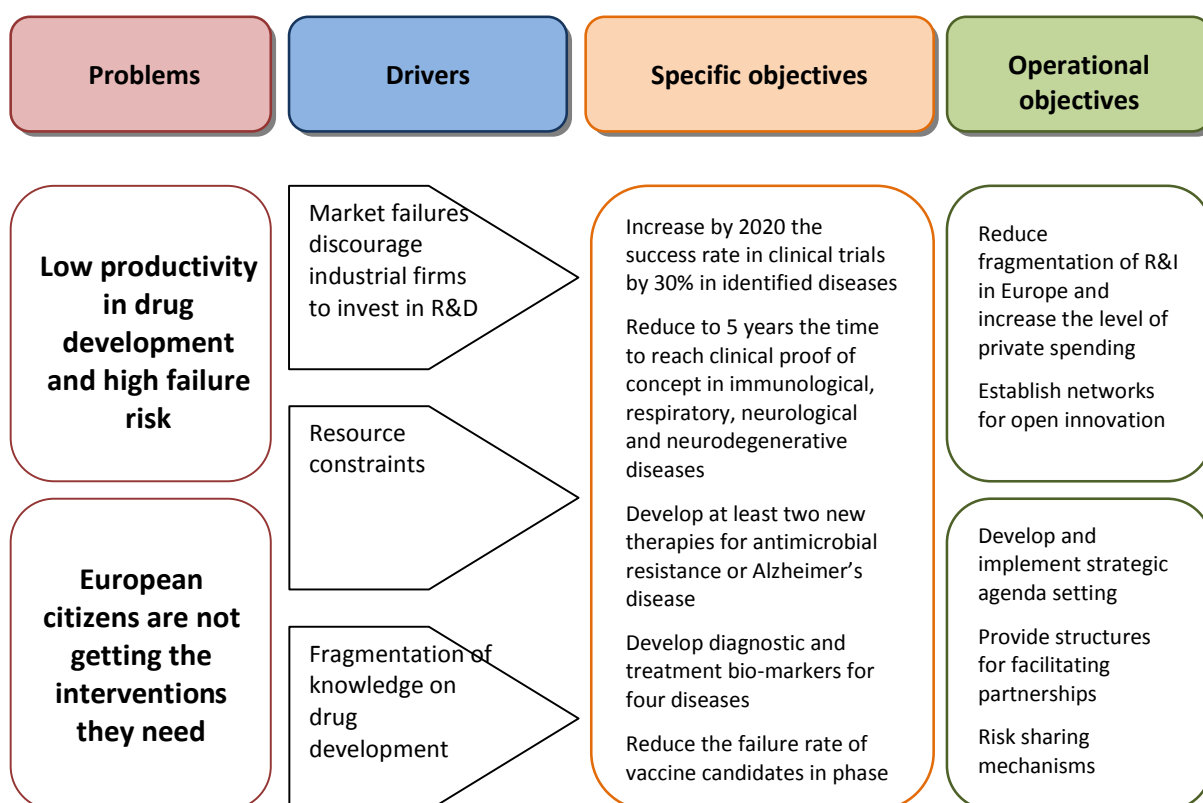 Problems
Drivers
Specific objectives
Operational
objectives
Low productivity
in drug
development
and high failure
risk
European
citizens are not
getting the
interventions
they need
Market failures
discourage
industrial firms
to invest in R&D
Resource
constraints
Fragmentation of
knowledge on
drug
development
Increase by 2020 the
success rate in clinical trials
by 30% in identified diseases
Reduce to 5 years the time
to reach clinical proof of
concept in immunological,
respiratory, neurological
and neurodegenerative
diseases
Develop at least two new
therapies for antimicrobial
resistance or Alzheimer’s
disease
Develop diagnostic and
treatment bio-markers for
four diseases
Reduce the failure rate of
vaccine candidates in phase
Reduce
fragmentation of R&I
in Europe and
increase the level of
private spending
Establish networks
for open innovation
Develop and
implement strategic
agenda setting
Provide structures
for facilitating
partnerships
Risk sharing
mechanisms